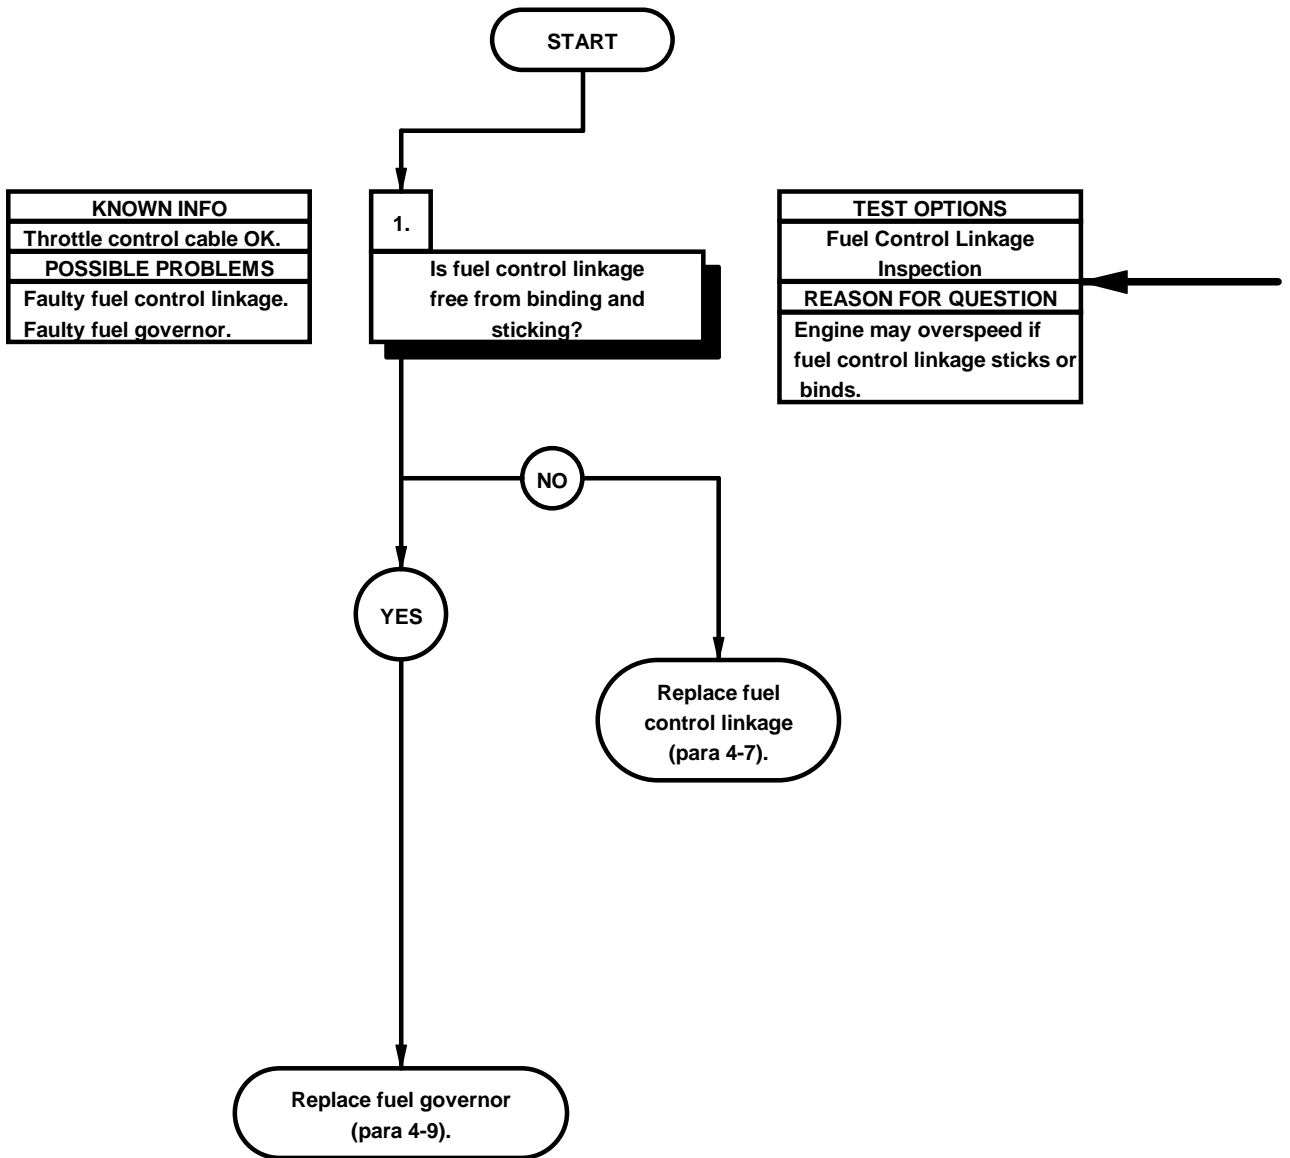 START
KNOWN INFO
Throttle control cable OK.
POSSIBLE PROBLEMS
Faulty fuel control linkage.
Faulty fuel governor.
1.
Is fuel control linkage
free from binding and
sticking?
TEST OPTIONS
Fuel Control Linkage
Inspection
REASON FOR QUESTION
Engine may overspeed if
fuel control linkage sticks or
binds.
NO
YES
Replace fuel
control linkage
(para 4-7).
Replace fuel governor
(para 4-9).